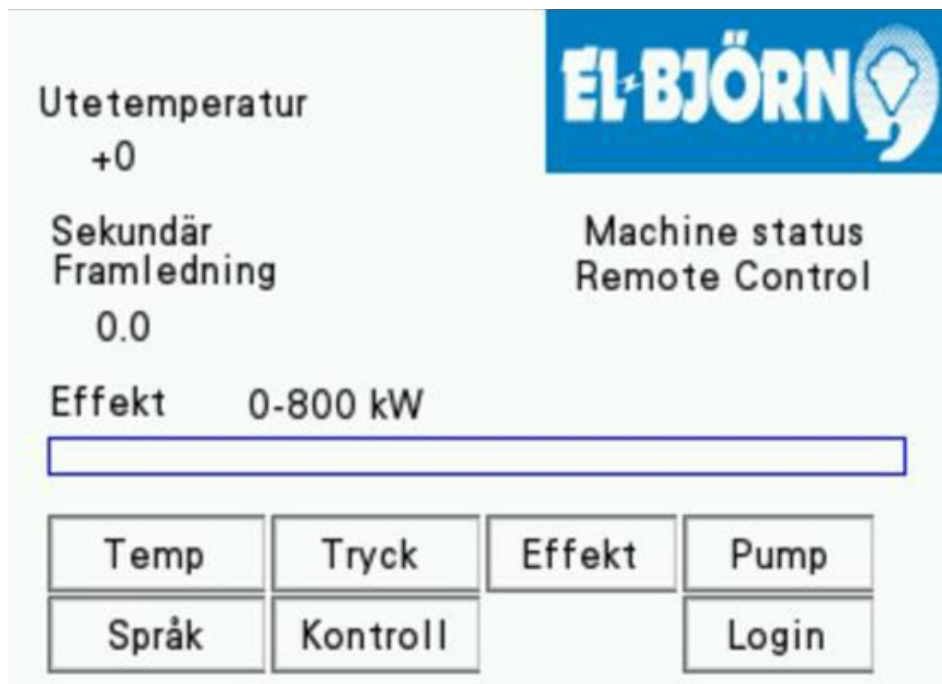 EL-BJÖRN
Utetemperatur
+0
Sekundär
Framledning
0.0
Machine status
Remote Control
Effekt 0-800 kW
Temp Tryck Effekt Pump
Språk Kontroll Login